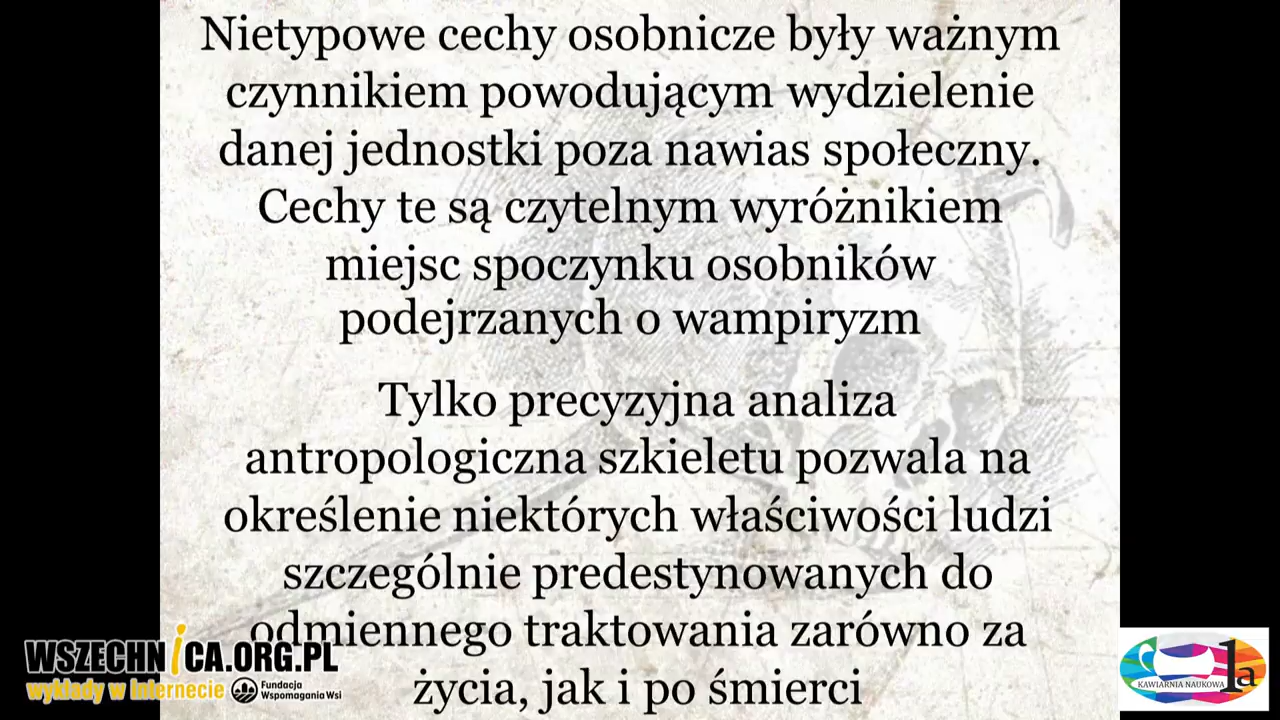 Nietypowe cechy osobnicze były ważnym
czynnikiem powodującym wydzielenie
danej jednostki poza nawias społeczny.
Cechy te są czytelnym wyróżnikiem
miejsc spoczynku osobników
podejrzanych o wampiryzm
Tylko precyzyjna analiza
antropologiczna szkieletu pozwala na
określenie niektórych właściwości ludzi
szczególnie predestynowanych do
odmiennego traktowania zarówno za
życia, jak i po śmierci
WSZECHNiCA.ORG.PL
wykłady w Internecie
Fundacja
Wspomagania Wsi
KAWIARNIA NAUKOWA 1a